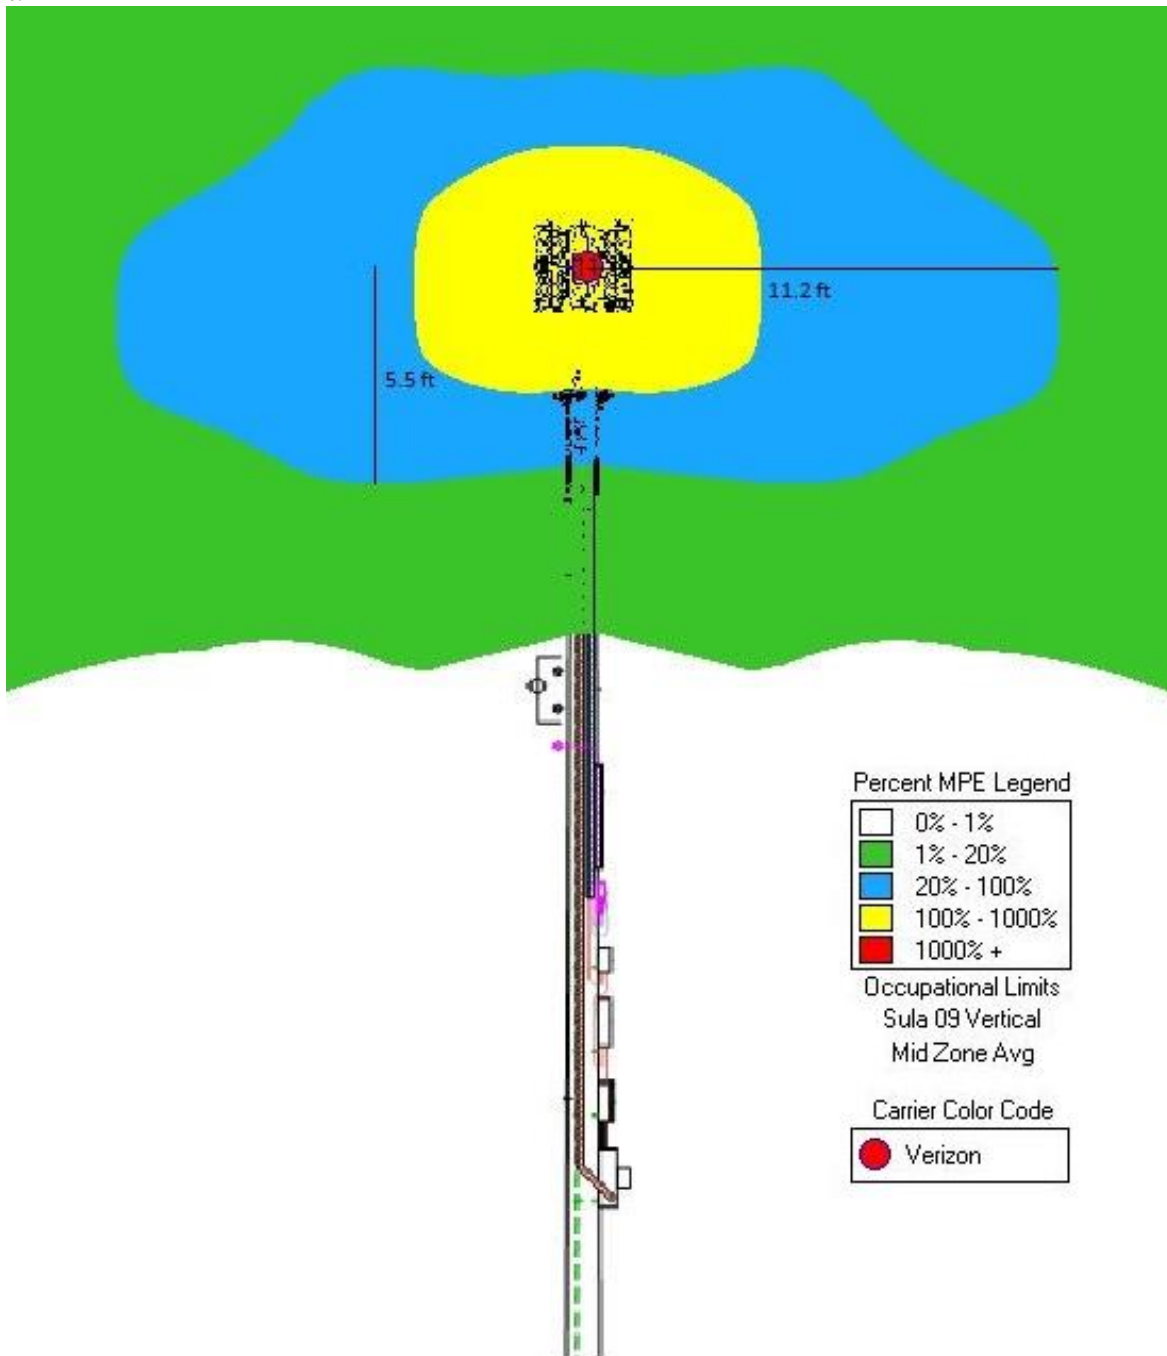 11.2 ft
5.5 ft
Percent MPE Legend
0% - 1%
1% - 20%
20% - 100%
100% - 1000%
1000% +
Occupational Limits
Sula 09 Vertical
Mid Zone Avg
Carrier Color Code
Verizon